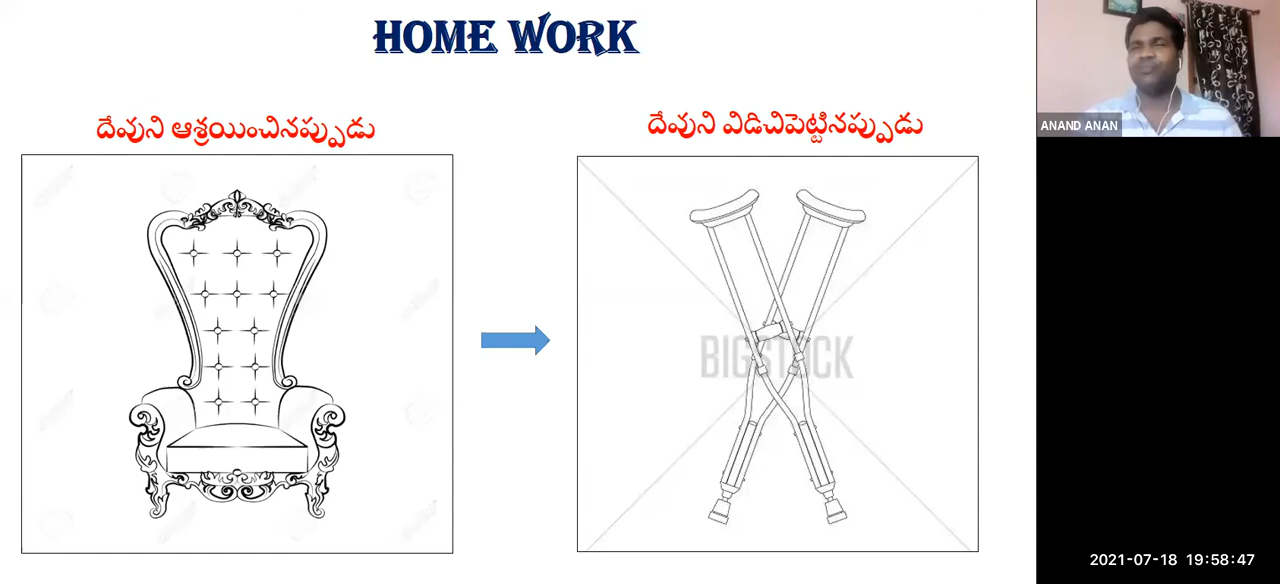 HOME WORK
దేవుని ఆశ్రయించినప్పుడు
దేవుని విడిచిపెట్టినప్పుడు
BIGSTOCK
ANAND ANAN
2021-07-18 19:58:47